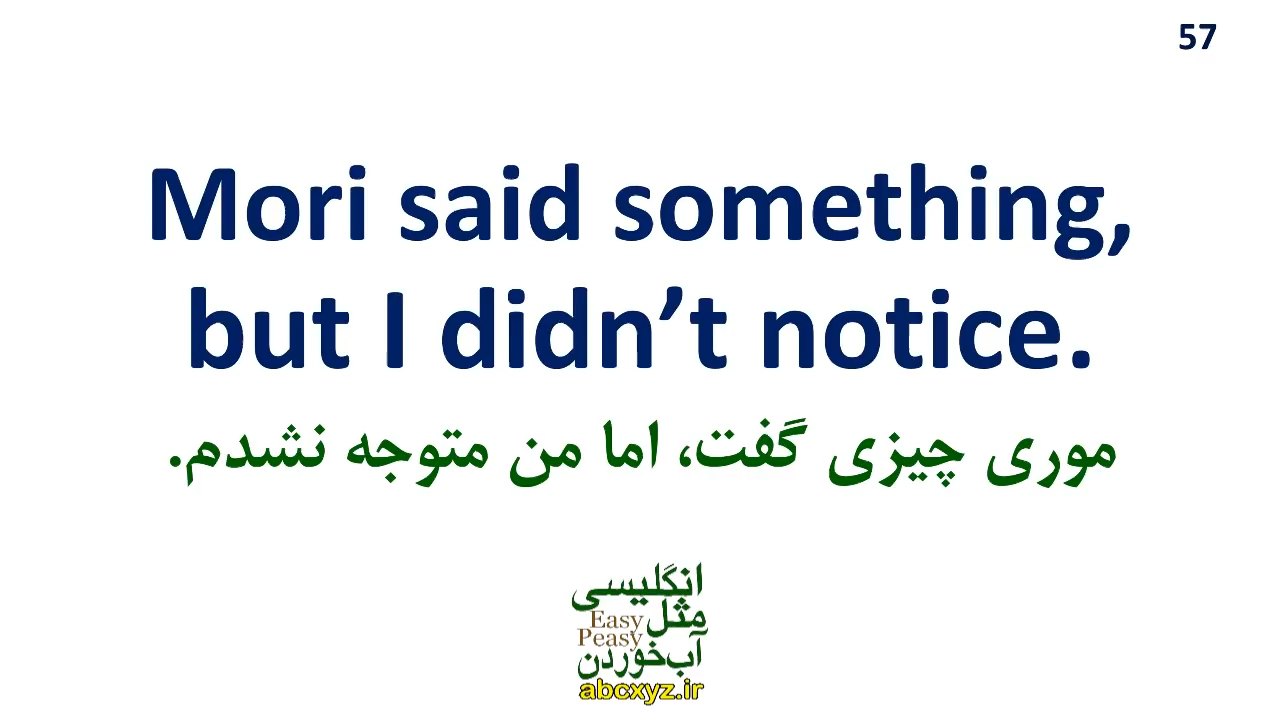 57
Mori said something,
but I didn’t notice.
موری چیزی گفت، اما من متوجه نشدم.
انگلیسی
مثل
Easy
Peasy
آب‌خوردن
abcxyz.ir